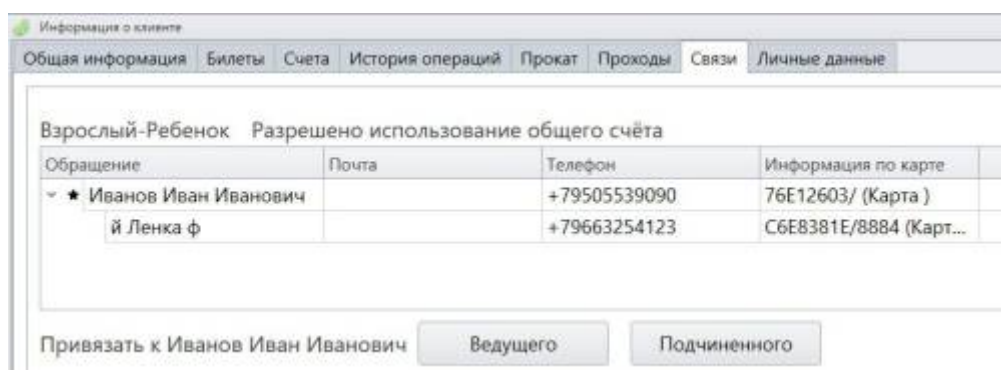 Информация о клиенте
Общая информация Билеты Счета История операций Прокат Проходы Связи Личные данные
Взрослый-Ребенок Разрешено использование общего счёта
Обращение Почта Телефон Информация по карте
Иванов Иван Иванович +79505539090 76E12603/ (Карта )
й Ленка ф +79663254123 C6E8381E/8884 (Карт...
Привязать к Иванов Иван Иванович Ведущего Подчиненного